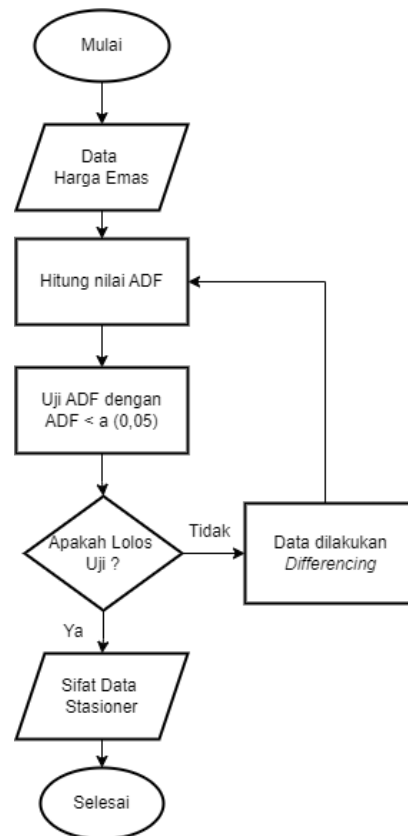 Mulai
Data
Harga Emas
Hitung nilai ADF
Uji ADF dengan
ADF < a (0,05)
Apakah Lolos
Uji ?
Tidak
Data dilakukan
Differencing
Ya
Sifat Data
Stasioner
Selesai